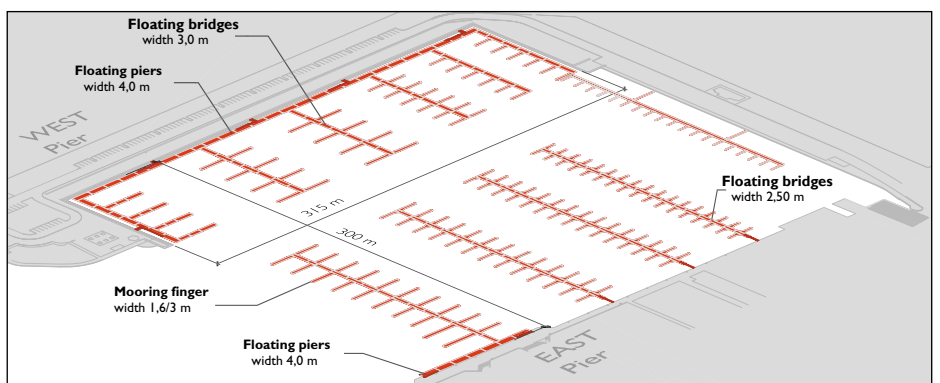 Floating bridges
width 3,0 m
Floating piers
width 4,0 m
WEST
Pier
315 m
300 m
Floating bridges
width 2,50 m
Mooring finger
width 1,6/3 m
Floating piers
width 4,0 m
EAST
Pier